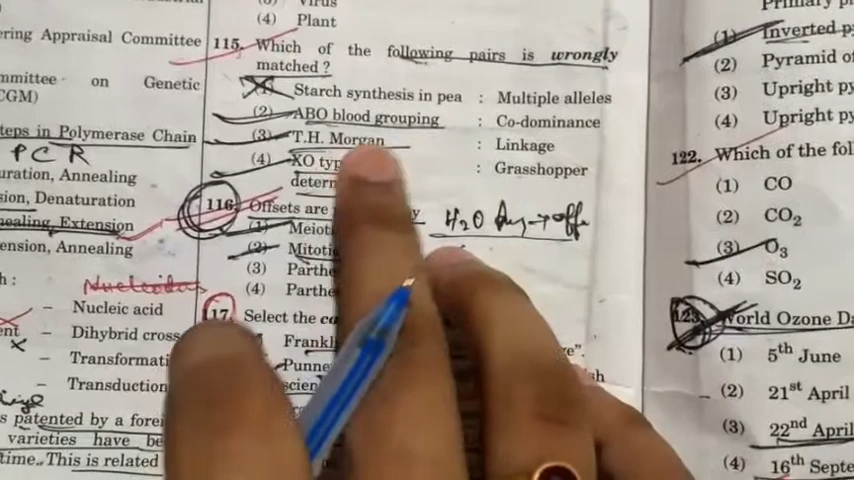 (4) Plant
ering Appraisal Committee
mmittee on Genetic
CGM)
teps in Polymerase Chain
PCR
uration, Annealing
sion, Denaturation
nealing, Extension
ension, Annealing
h :
– Nucleic acid
– Dihybrid cross
– Transformati
– Transduction
s patented by a forei
varieties have be
time. This is related
115. Which of the following pairs is wrongly
matched ?
(1) Starch synthesis in pea : Multiple alleles
(2) ABO blood grouping : Co-dominance
(3) T.H. Morgan : Linkage
(4) XO typ : Grasshopper
determ
116. Offsets are
(1) Meiot
(2) Mitoti
(3) Parthe
(4) Parthe
H2O
117. Select the co
Frankl
Punne
(1) Inverted p
(2) Pyramid o
(3) Upright py
(4) Upright py
122. Which of the fol
(1) CO
(2) CO2
(3) O3
(4) SO2
123. World Ozone Da
(1) 5th June
(2) 21st April
(3) 22nd April
(4) 16th Septe